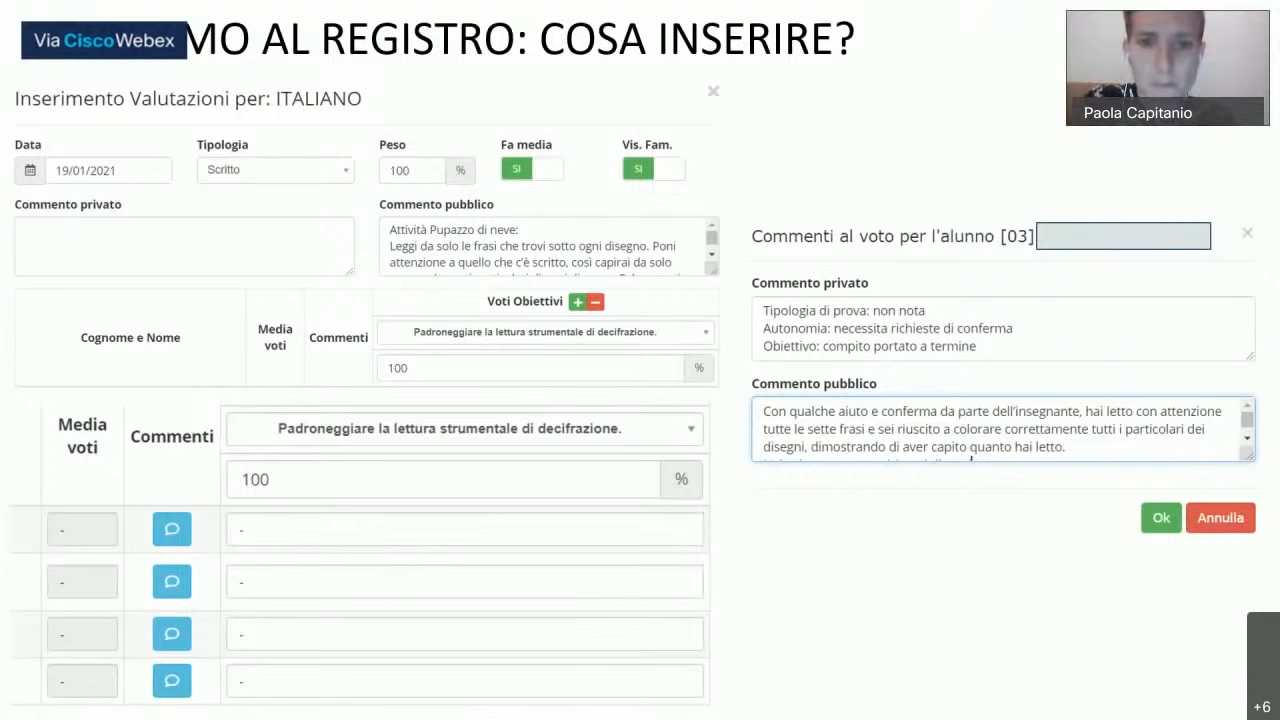 Via Cisco Webex
MO AL REGISTRO: COSA INSERIRE?
Paola Capitanio
Inserimento Valutazioni per: ITALIANO
Data
Tipologia
Peso
Fa media
Vis. Fam.
19/01/2021
Scritto
100
%
SI
SI
Commento privato
Commento pubblico
Attività Pupazzo di neve:
Leggi da solo le frasi che trovi sotto ogni disegno. Poni
attenzione a quello che c'è scritto, così capirai da solo
Cognome e Nome
Media
voti
Commenti
Voti Obiettivi + −
Padroneggiare la lettura strumentale di decifrazione.
100
%
Media
voti
Commenti
Padroneggiare la lettura strumentale di decifrazione.
100
%
-
-
-
-
-
-
-
-
Commenti al voto per l'alunno [03]
Commento privato
Tipologia di prova: non nota
Autonomia: necessita richieste di conferma
Obiettivo: compito portato a termine
Commento pubblico
Con qualche aiuto e conferma da parte dell'insegnante, hai letto con attenzione
tutte le sette frasi e sei riuscito a colorare correttamente tutti i particolari dei
disegni, dimostrando di aver capito quanto hai letto.
Ok
Annulla
+6